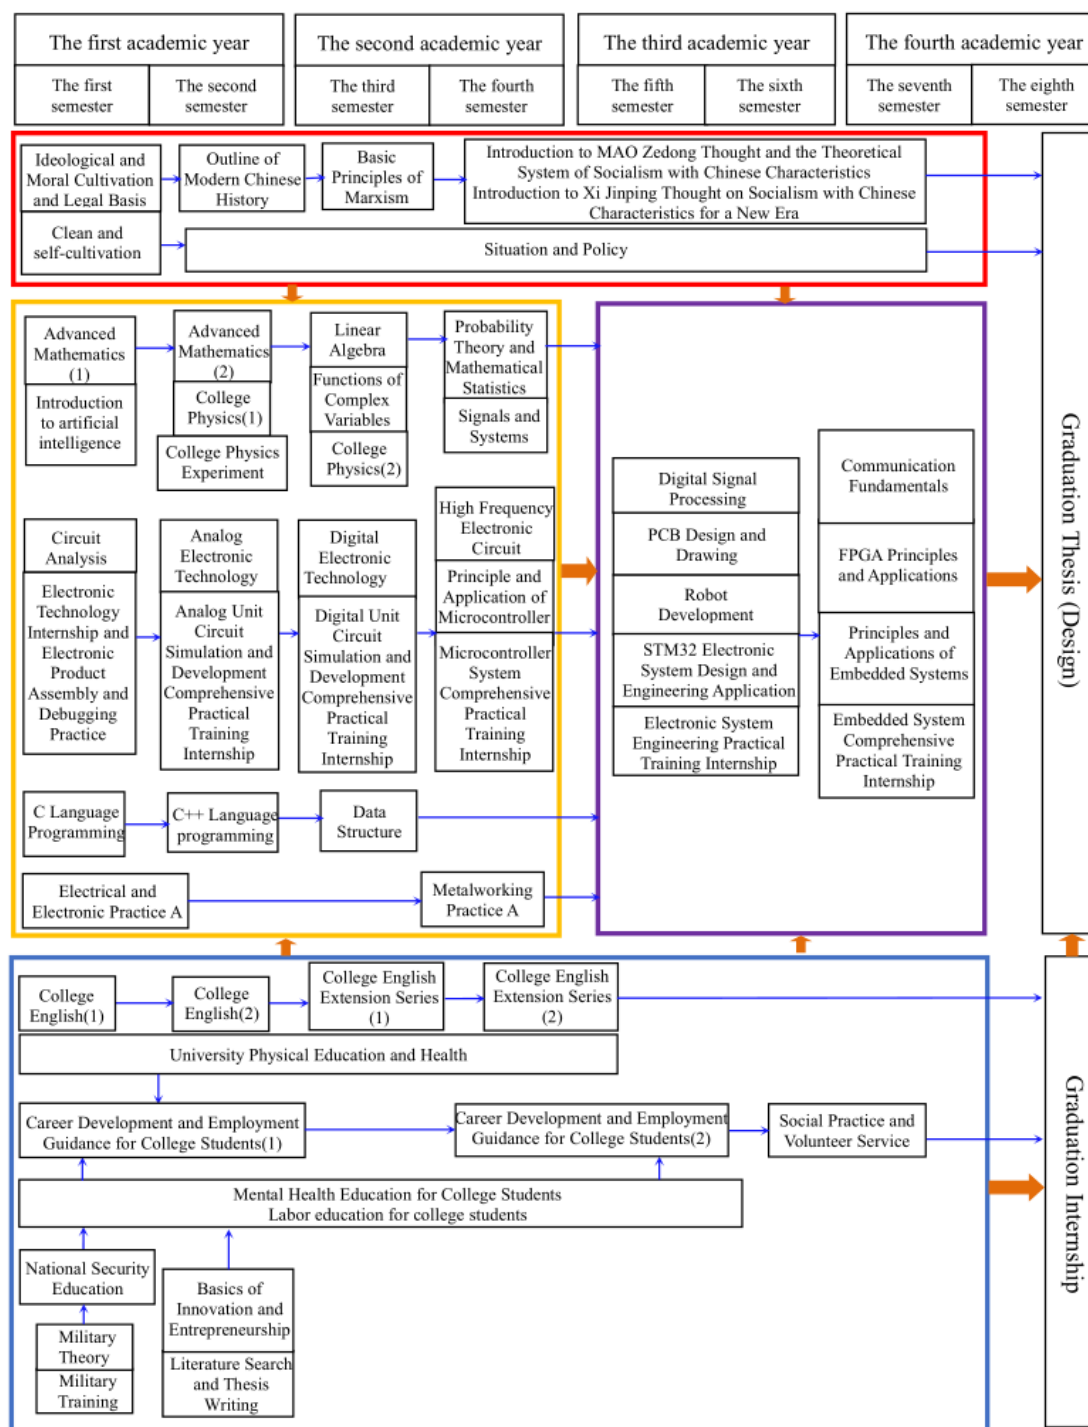 The first academic year
The second academic year
The third academic year
The fourth academic year
The first
semester
The second
semester
The third
semester
The fourth
semester
The fifth
semester
The sixth
semester
The seventh
semester
The eighth
semester
Ideological and
Moral Cultivation
and Legal Basis
Outline of
Modern Chinese
History
Basic
Principles of
Marxism
Introduction to MAO Zedong Thought and the Theoretical
System of Socialism with Chinese Characteristics
Introduction to Xi Jinping Thought on Socialism with Chinese
Characteristics for a New Era
Clean and
self-cultivation
Situation and Policy
Advanced
Mathematics
(1)
Introduction
to artificial
intelligence
Advanced
Mathematics
(2)
College
Physics(1)
College Physics
Experiment
Linear
Algebra
Functions of
Complex
Variables
College
Physics(2)
Probability
Theory and
Mathematical
Statistics
Signals and
Systems
Circuit
Analysis
Electronic
Technology
Internship and
Electronic
Product
Assembly and
Debugging
Practice
Analog
Electronic
Technology
Analog Unit
Circuit
Simulation and
Development
Comprehensive
Practical
Training
Internship
Digital
Electronic
Technology
Digital Unit
Circuit
Simulation and
Development
Comprehensive
Practical
Training
Internship
High Frequency
Electronic
Circuit
Principle and
Application of
Microcontroller
Microcontroller
System
Comprehensive
Practical
Training
Internship
C Language
Programming
C++ Language
programming
Data
Structure
Electrical and
Electronic Practice A
Metalworking
Practice A
Digital Signal
Processing
PCB Design and
Drawing
Robot
Development
STM32 Electronic
System Design and
Engineering Application
Electronic System
Engineering Practical
Training Internship
Communication
Fundamentals
FPGA Principles
and Applications
Principles and
Applications of
Embedded Systems
Embedded System
Comprehensive
Practical Training
Internship
Graduation Thesis (Design)
College
English(1)
College
English(2)
College English
Extension Series
(1)
College English
Extension Series
(2)
University Physical Education and Health
Career Development and Employment
Guidance for College Students(1)
Career Development and Employment
Guidance for College Students(2)
Social Practice and
Volunteer Service
Mental Health Education for College Students
Labor education for college students
National Security
Education
Military
Theory
Military
Training
Basics of
Innovation and
Entrepreneurship
Literature Search
and Thesis
Writing
Graduation Internship